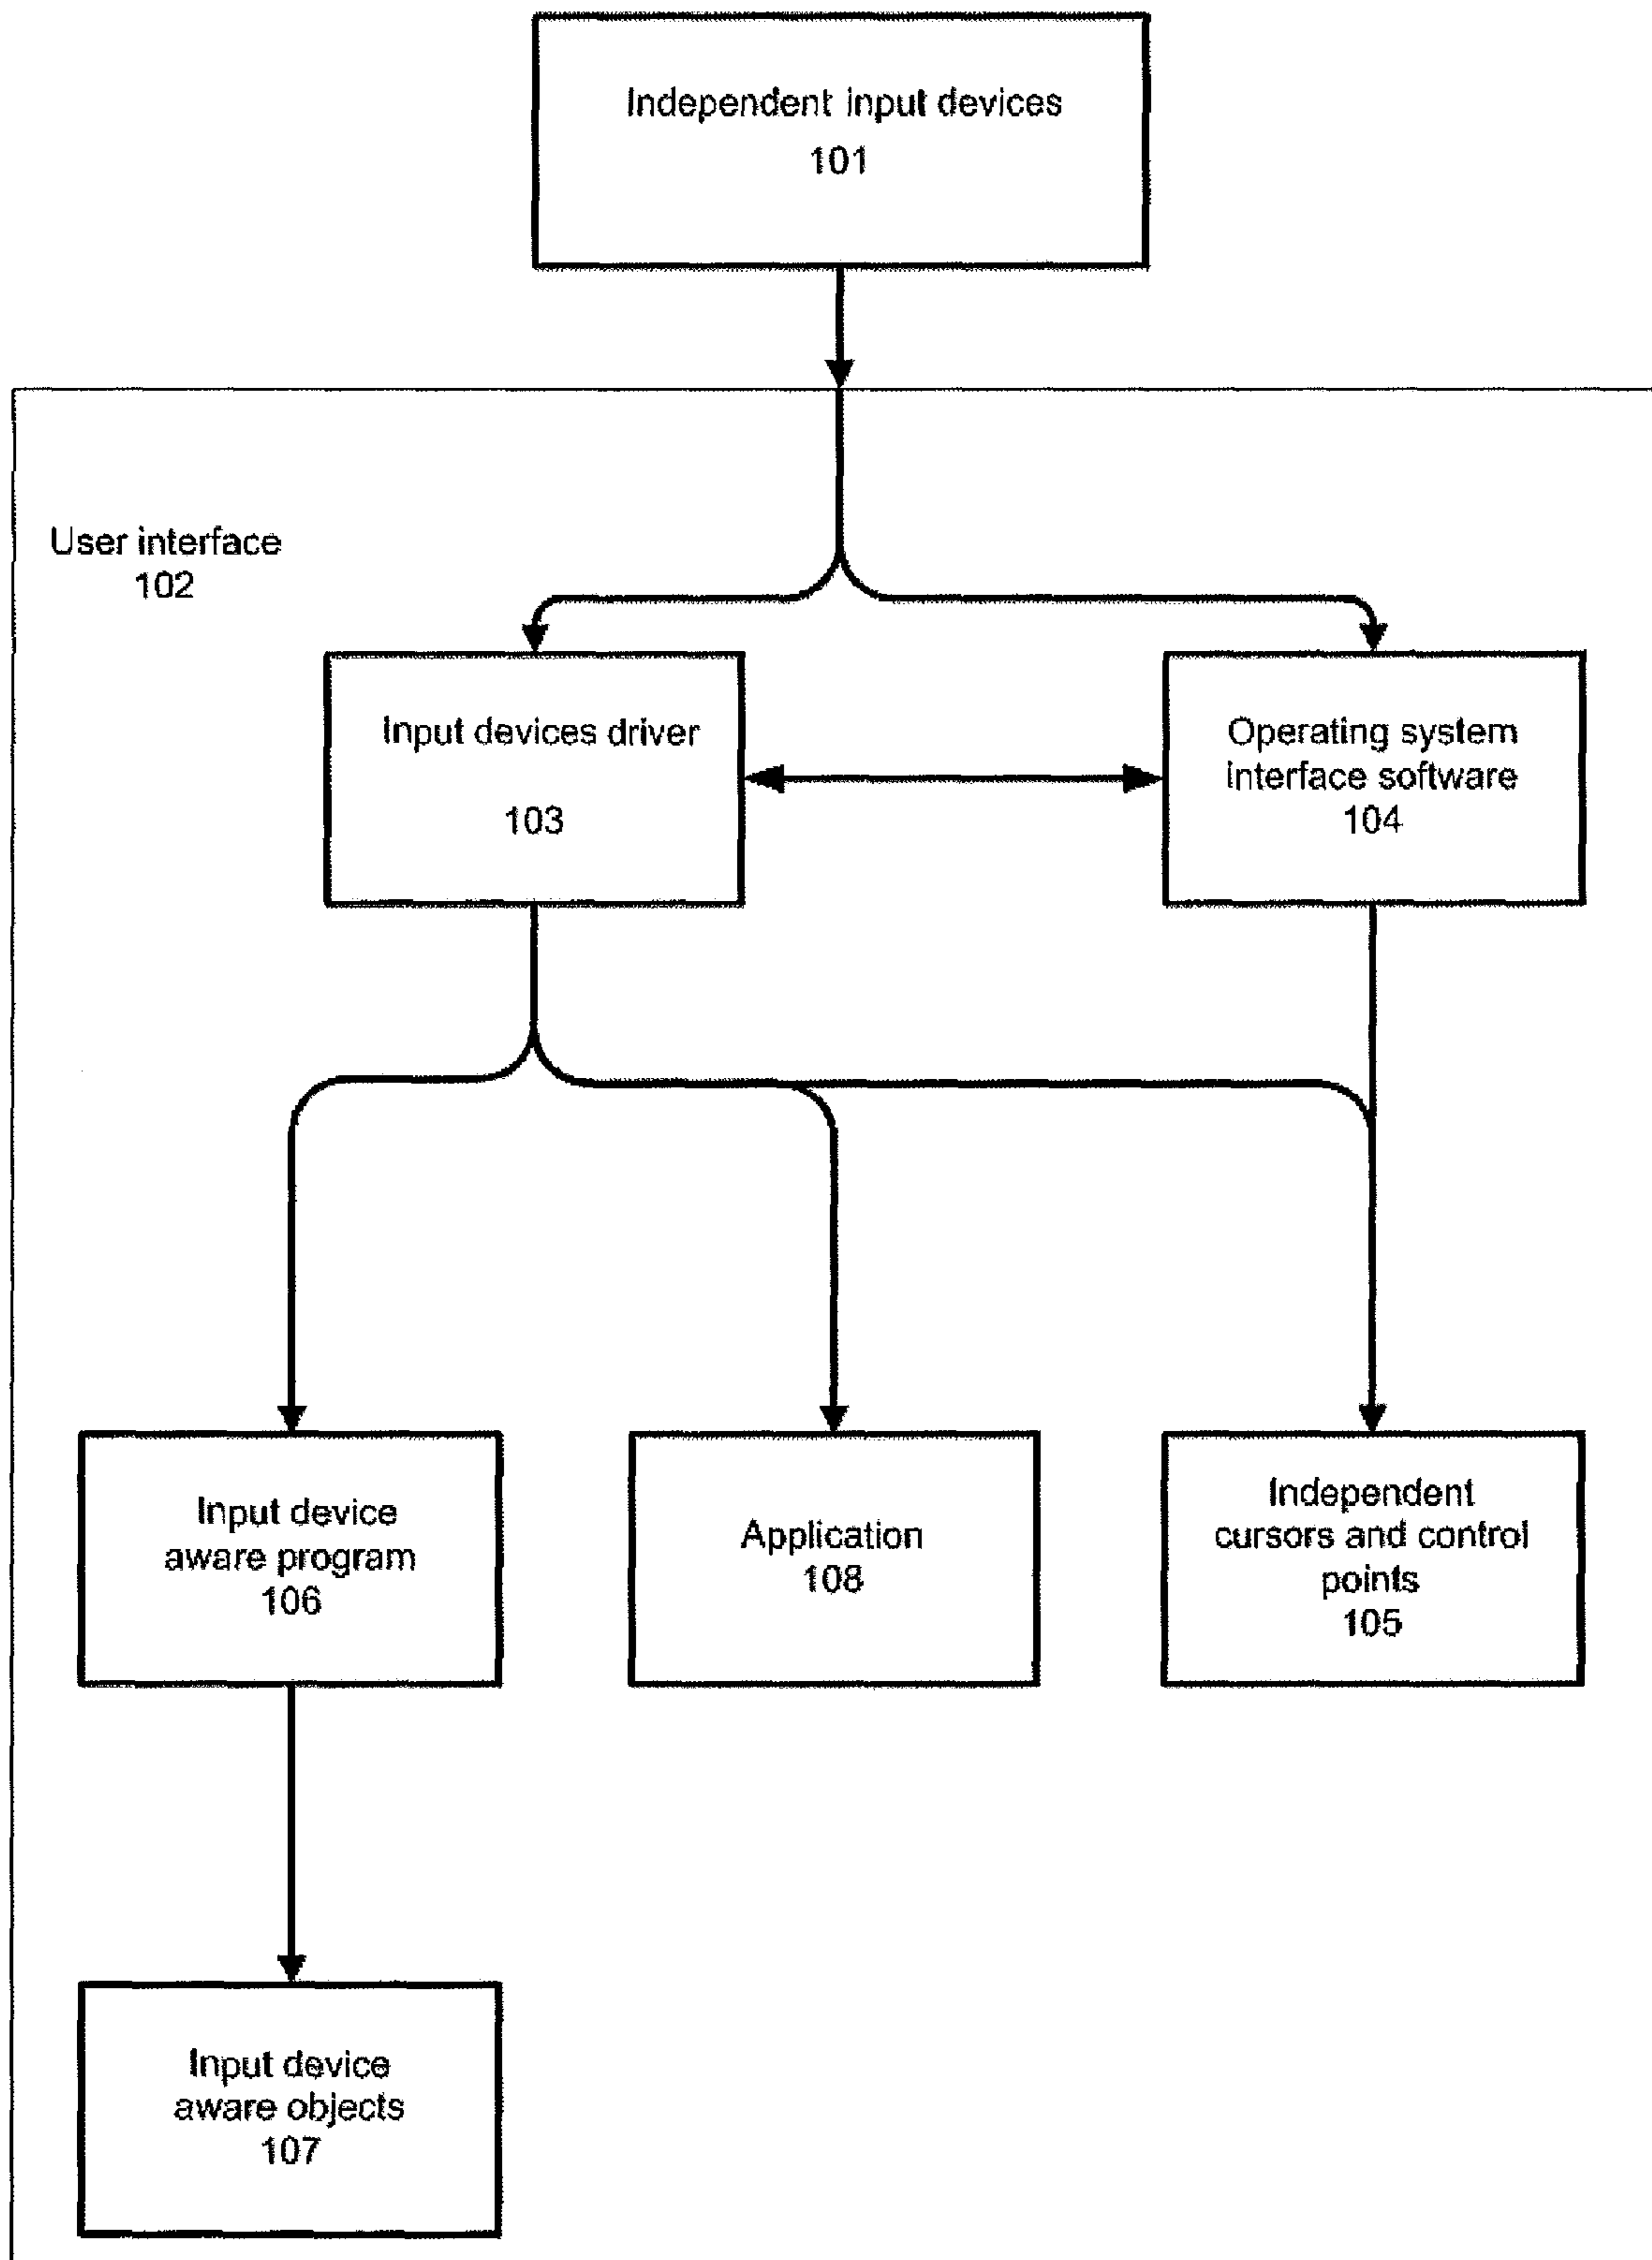 Independent input devices
101
User interface
102
Input devices driver
103
Operating system
interface software
104
Input device
aware program
106
Application
108
Independent
cursors and control
points
105
Input device
aware objects
107